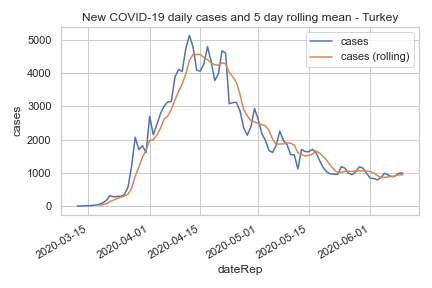 New COVID-19 daily cases and 5 day rolling mean - Turkey
cases
cases (rolling)
5000
4000
3000
2000
1000
0
cases
2020-03-15
2020-04-01
2020-04-15
2020-05-01
2020-05-15
2020-06-01
dateRep